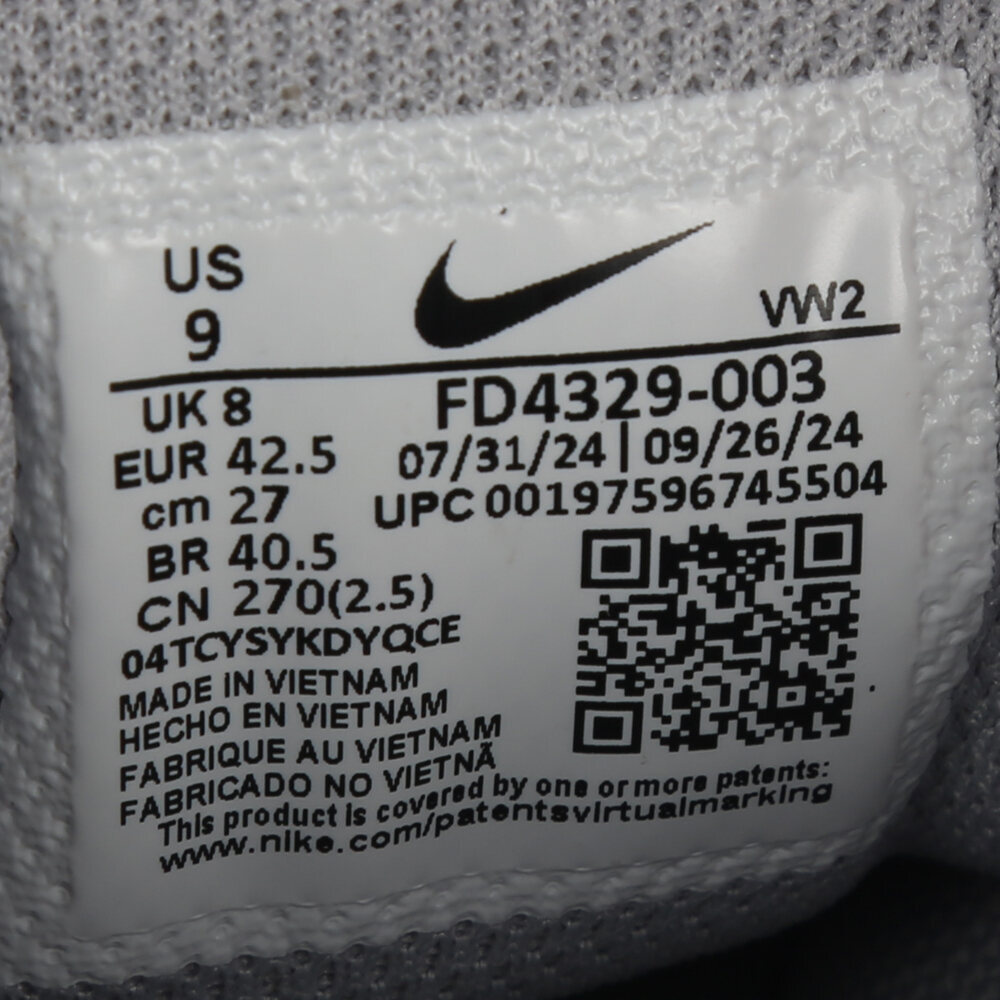 US
9
VW2
UK 8
EUR 42.5
cm 27
BR 40.5
CN 270(2.5)
FD4329-003
07/31/24 | 09/26/24
UPC 00197596745504
04TCYSYKDYQCE
MADE IN VIETNAM
HECHO EN VIETNAM
FABRIQUE AU VIETNAM
FABRICADO NO VIETNÃ
This product is covered by one or more patents:
www.nike.com/patentsvirtualmarking